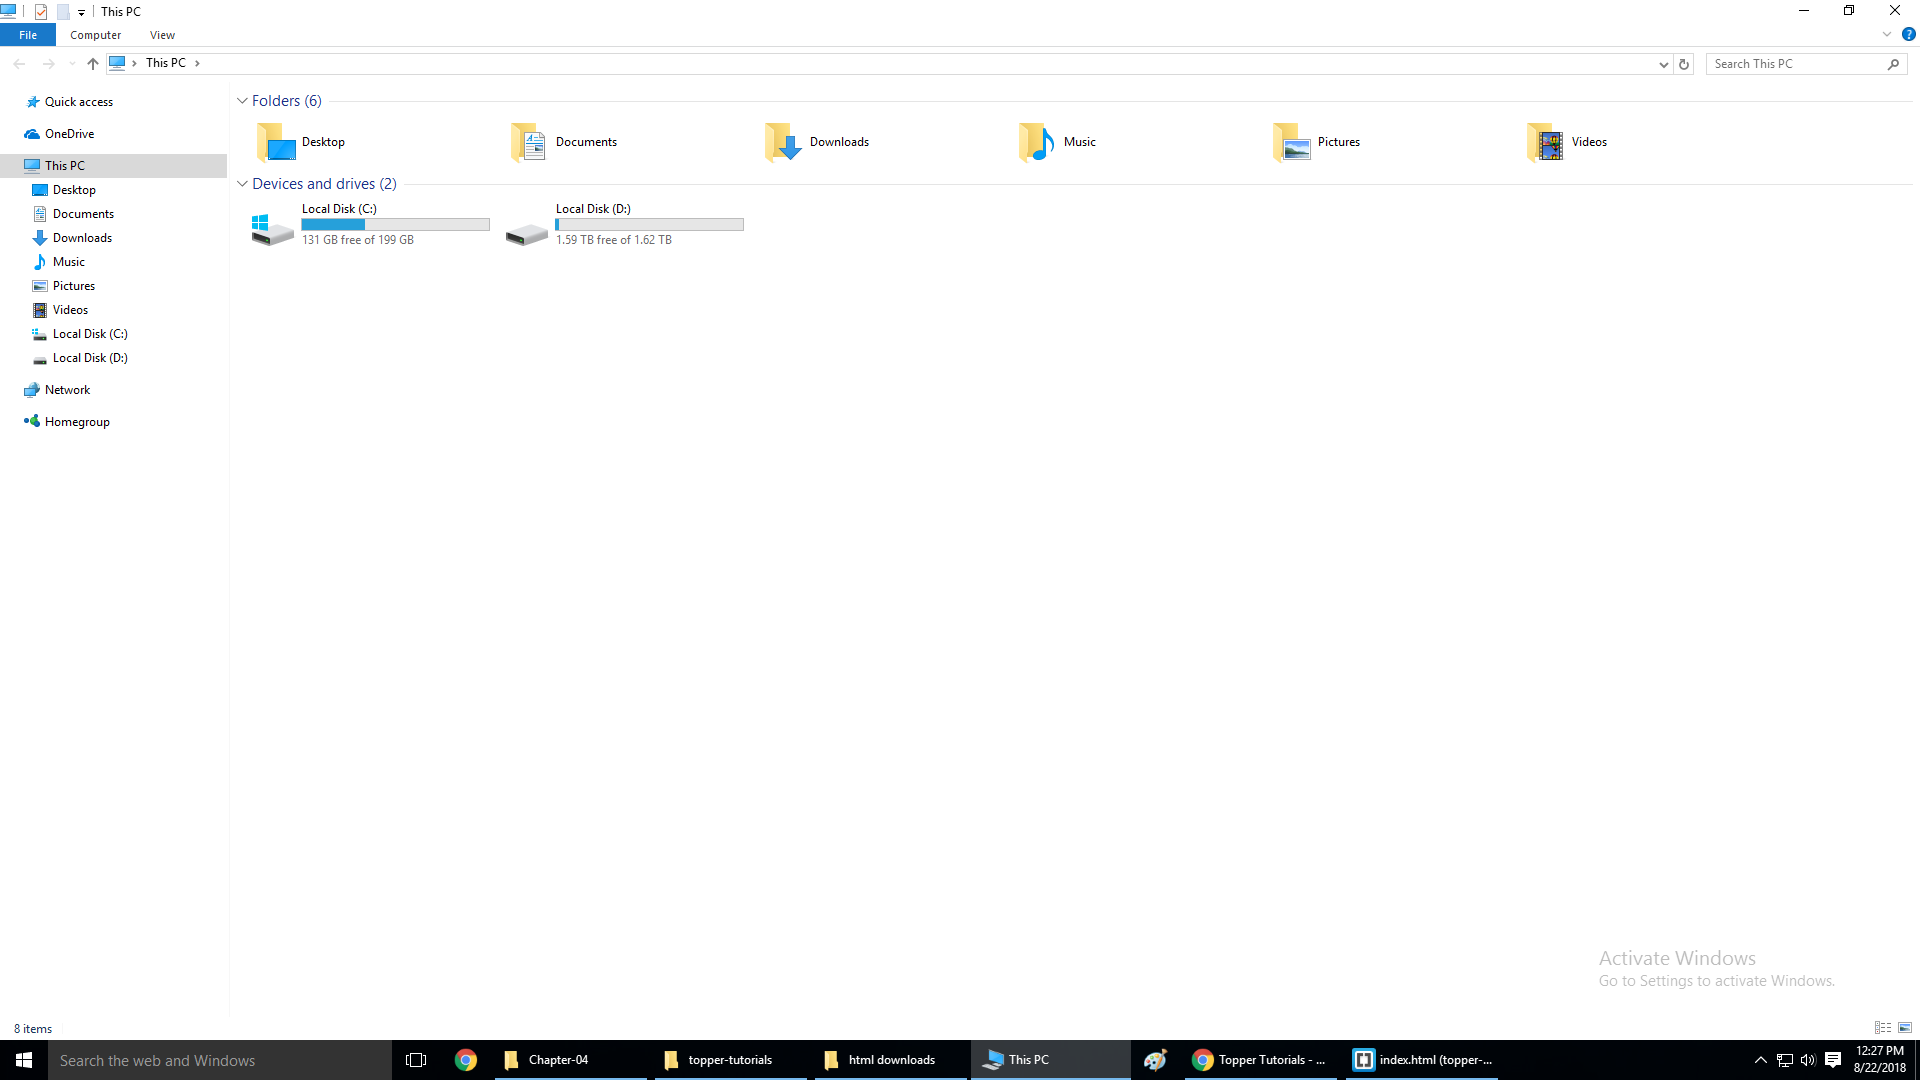 This PC
File Computer View
This PC
Search This PC
Quick access
OneDrive
This PC
Desktop
Documents
Downloads
Music
Pictures
Videos
Local Disk (C:)
Local Disk (D:)
Network
Homegroup
Folders (6)
Desktop Documents Downloads Music Pictures Videos
Devices and drives (2)
Local Disk (C:)
131 GB free of 199 GB
Local Disk (D:)
1.59 TB free of 1.62 TB
Activate Windows
Go to Settings to activate Windows.
8 items
Search the web and Windows
Chapter-04
topper-tutorials
html downloads
This PC
Topper Tutorials - ...
index.html (topper-...
12:27 PM
8/22/2018